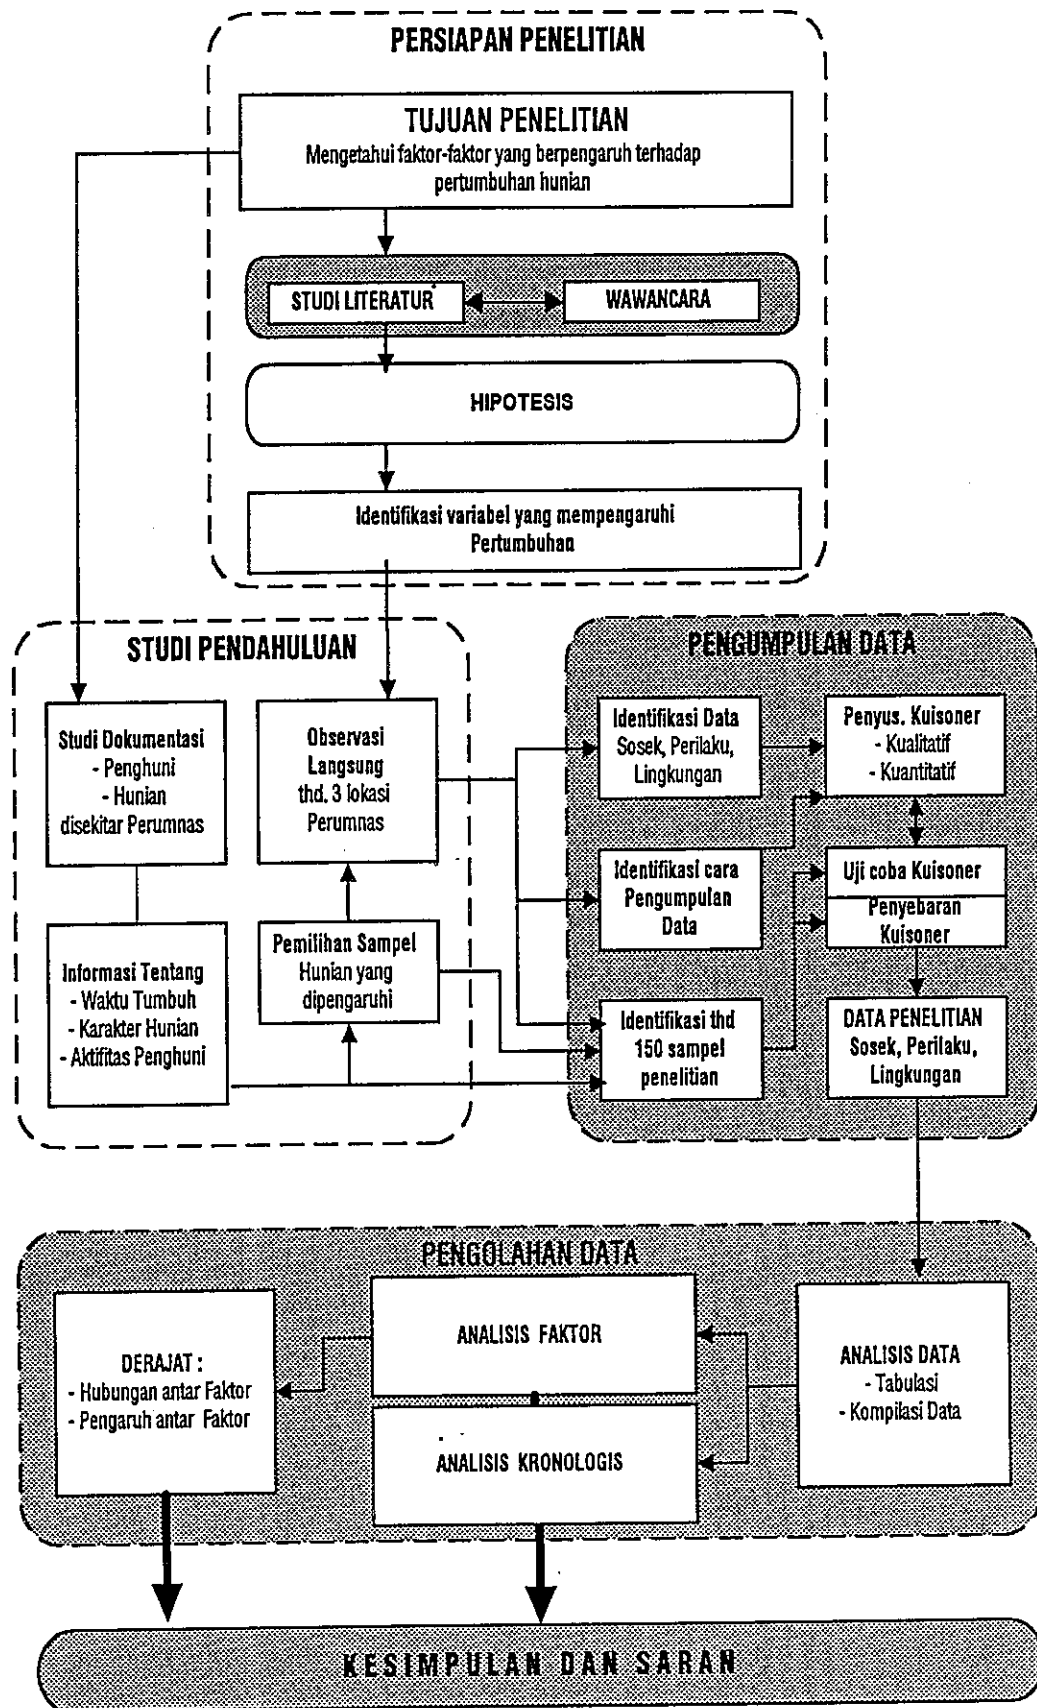 PERSIAPAN PENELITIAN
TUJUAN PENELITIAN
Mengetahui faktor-faktor yang berpengaruh terhadap
pertumbuhan hunian
STUDI LITERATUR
WAWANCARA
HIPOTESIS
Identifikasi variabel yang mempengaruhi
Pertumbuhan
STUDI PENDAHULUAN
Studi Dokumentasi
- Penghuni
- Hunian
disekitar Perumnas
Observasi
Langsung
thd. 3 lokasi
Perumnas
Informasi Tentang
- Waktu Tumbuh
- Karakter Hunian
- Aktifitas Penghuni
Pemilihan Sampel
Hunian yang
dipengaruhi
PENGUMPULAN DATA
Identifikasi Data
Sosek, Perilaku,
Lingkungan
Penyus. Kuisoner
- Kualitatif
- Kuantitatif
Identifikasi cara
Pengumpulan
Data
Uji coba Kuisoner
Penyebaran
Kuisoner
Identifikasi thd
150 sampel
penelitian
DATA PENELITIAN
Sosek, Perilaku,
Lingkungan
PENGOLAHAN DATA
DERAJAT :
- Hubungan antar Faktor
- Pengaruh antar Faktor
ANALISIS FAKTOR
ANALISIS KRONOLOGIS
ANALISIS DATA
- Tabulasi
- Kompilasi Data
KESIMPULAN DAN SARAN